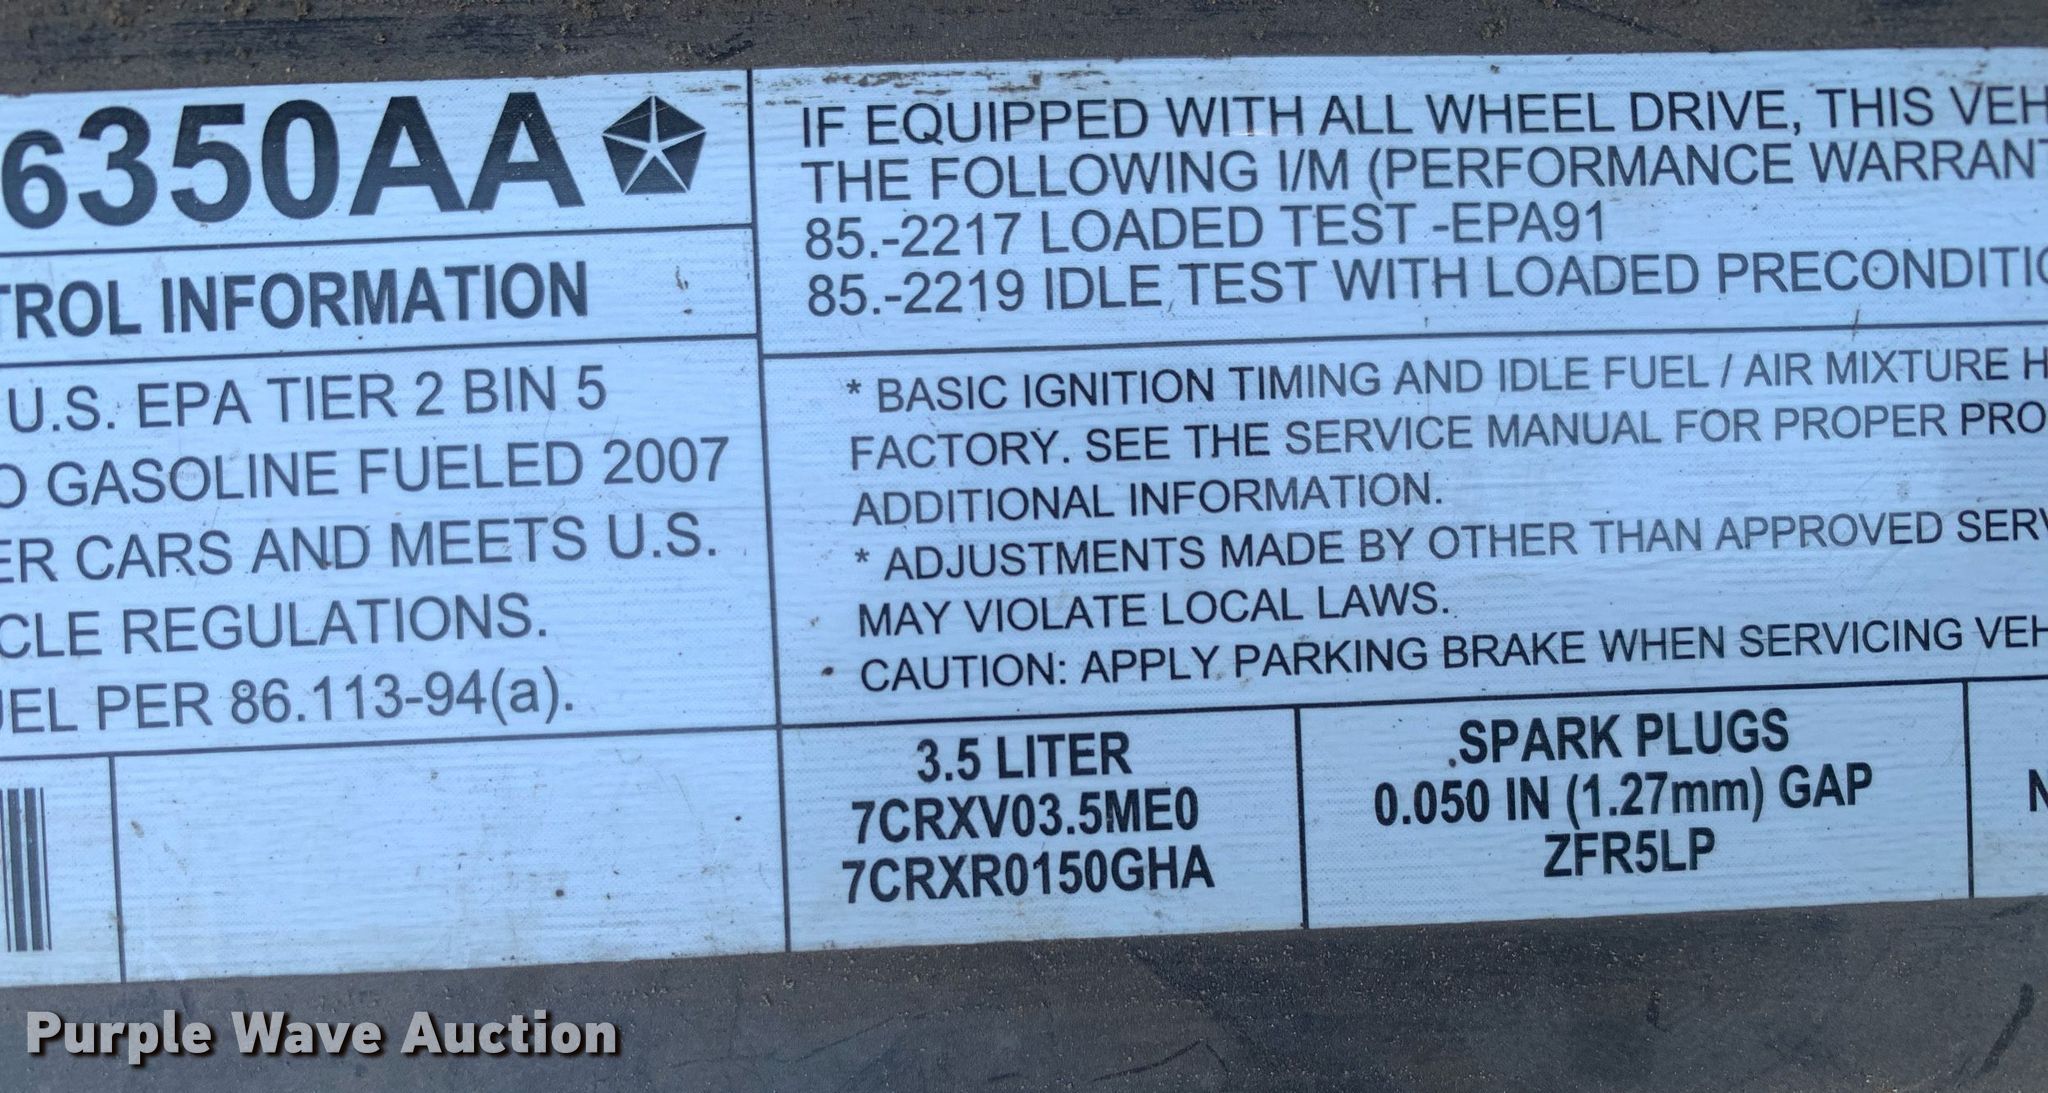 6350AA
TROL INFORMATION
U.S. EPA TIER 2 BIN 5
GASOLINE FUELED 2007
ER CARS AND MEETS U.S.
CLE REGULATIONS.
UEL PER 86.113-94(a).
IF EQUIPPED WITH ALL WHEEL DRIVE, THIS VEH
THE FOLLOWING I/M (PERFORMANCE WARRANT
85.-2217 LOADED TEST -EPA91
85.-2219 IDLE TEST WITH LOADED PRECONDITIO
* BASIC IGNITION TIMING AND IDLE FUEL / AIR MIXTURE H
FACTORY. SEE THE SERVICE MANUAL FOR PROPER PRO
ADDITIONAL INFORMATION.
* ADJUSTMENTS MADE BY OTHER THAN APPROVED SERV
MAY VIOLATE LOCAL LAWS.
CAUTION: APPLY PARKING BRAKE WHEN SERVICING VEH
3.5 LITER
7CRXV03.5ME0
7CRXR0150GHA
SPARK PLUGS
0.050 IN (1.27mm) GAP
ZFR5LP
N
Purple Wave Auction